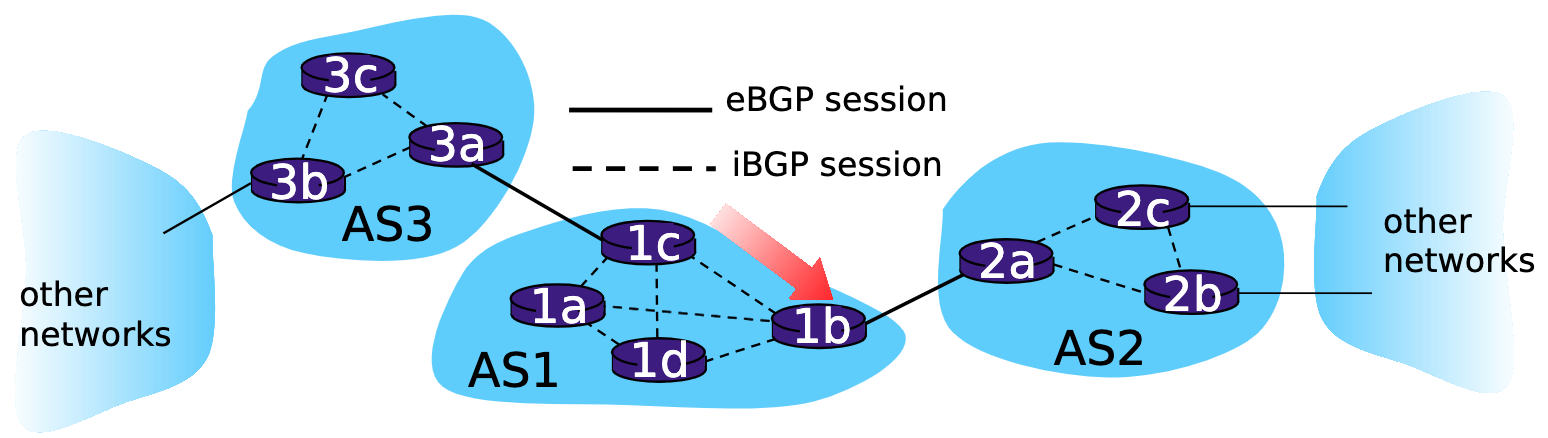 3c
3a
3b
AS3
eBGP session
iBGP session
other
networks
1c
1a
1b
1d
AS1
2c
2a
2b
AS2
other
networks